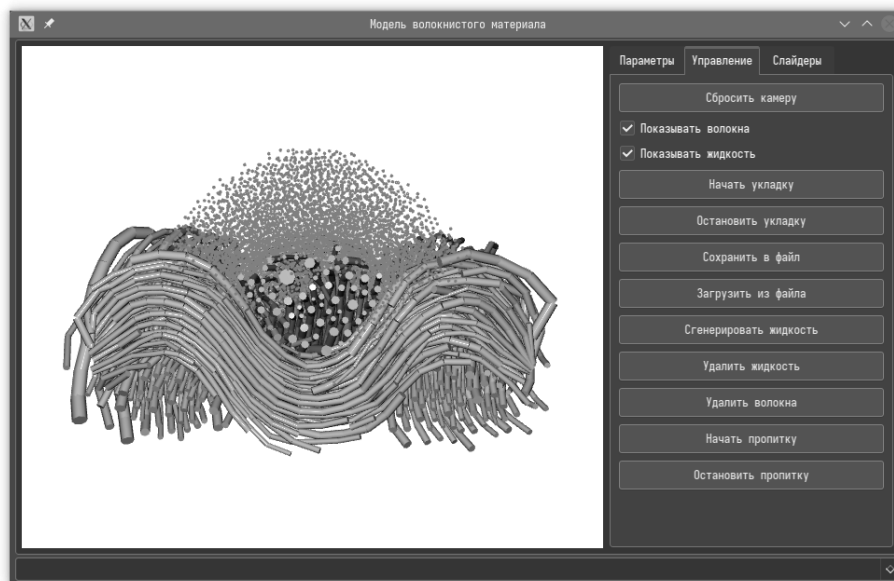 Модель волокнистого материала
Параметры Управление Слайдеры
Сбросить камеру
Показывать волокна
Показывать жидкость
Начать укладку
Остановить укладку
Сохранить в файл
Загрузить из файла
Сгенерировать жидкость
Удалить жидкость
Удалить волокна
Начать пропитку
Остановить пропитку